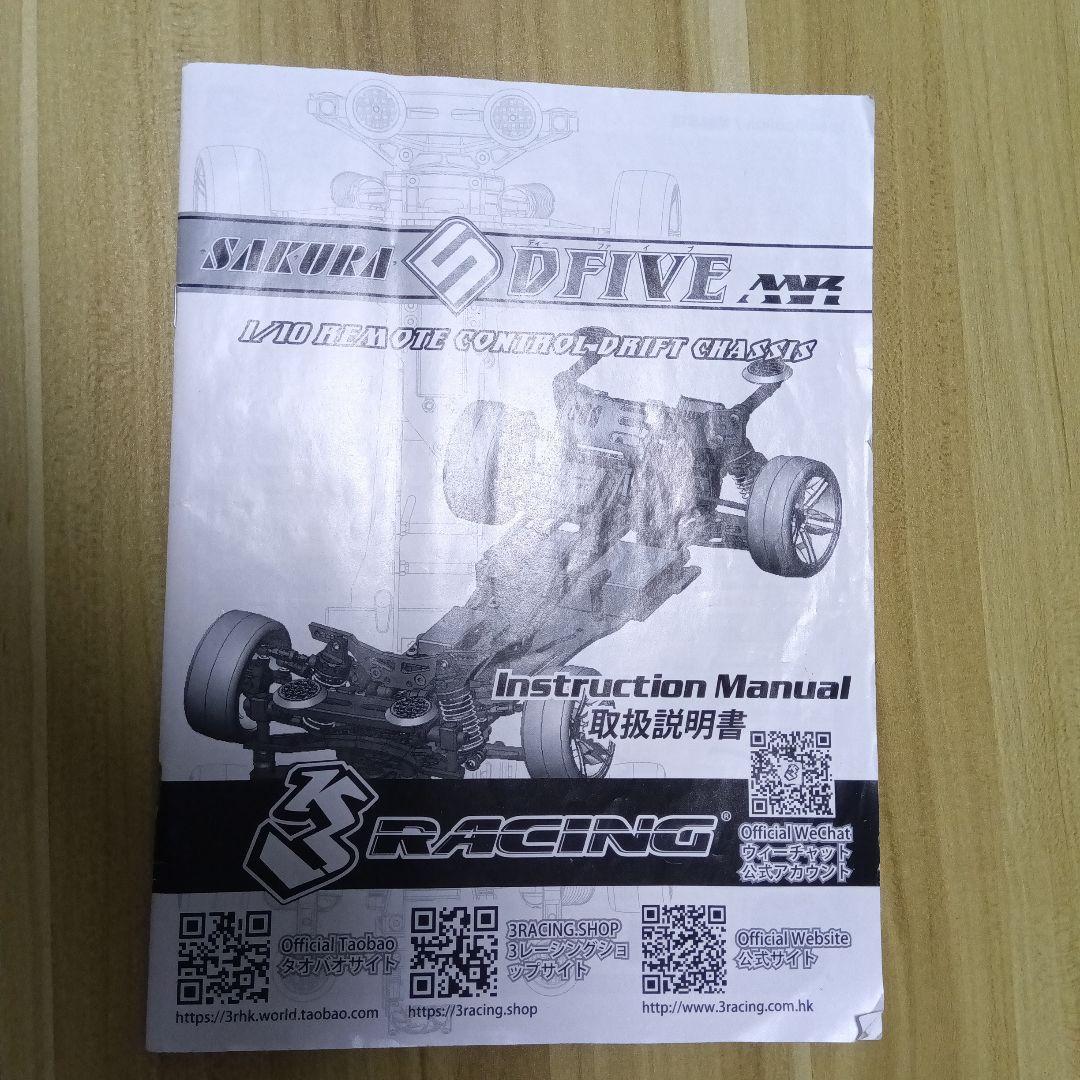 SAKURA S DFIVE MR
ディーファイブ
1/10 REMOTE CONTROL DRIFT CHASSIS
Instruction Manual
取扱説明書
3 RACING®
Official WeChat
ウィーチャット
公式アカウント
Official Taobao
タオバオサイト
https://3rhk.world.taobao.com
3RACING.SHOP
3レーシングショ
ップサイト
https://3racing.shop
Official Website
公式サイト
http://www.3racing.com.hk